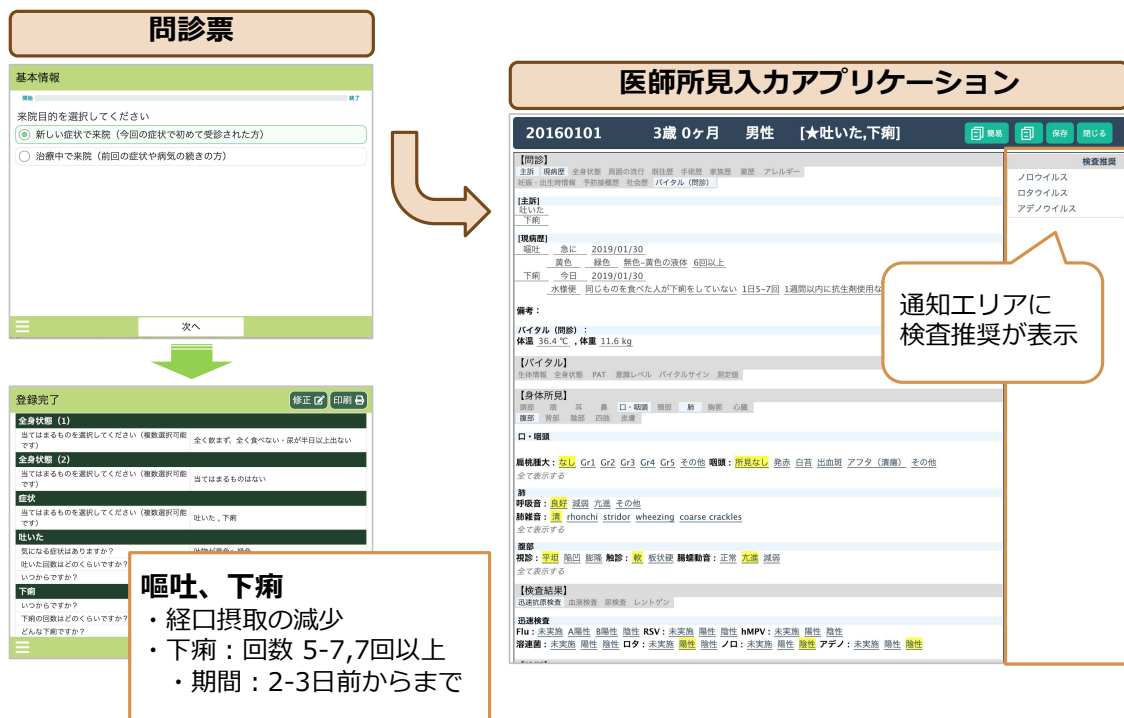 問診票
基本情報
開始
終了
来院目的を選択してください
新しい症状で来院（今回の症状で初めて受診された方）
治療中で来院（前回の症状や病気の続きの方）
次へ
登録完了
修正
印刷
全身状態（1）
当てはまるものを選択してください（複数選択可能です）
全く飲まず，全く食べない・尿が半日以上出ない
全身状態（2）
当てはまるものを選択してください（複数選択可能です）
当てはまるものはない
症状
当てはまるものを選択してください（複数選択可能です）
吐いた , 下痢
吐いた
気になる症状はありますか？
吐いた回数はどのくらいですか？
いつからですか？
下痢
いつからですか？
下痢の回数はどのくらいですか？
どんな下痢ですか？
嘔吐、下痢
・経口摂取の減少
・下痢：回数 5-7,7回以上
・期間：2-3日前からまで
医師所見入力アプリケーション
20160101 3歳 0ヶ月 男性 [★吐いた,下痢]
簡易
保存
閉じる
【問診】
主訴 現病歴 全身状態 周囲の流行 既往歴 手術歴 家族歴 薬歴 アレルギー
妊娠・出生時情報 予防接種歴 社会歴 バイタル（問診）
[主訴]
吐いた
下痢
[現病歴]
嘔吐 急に 2019/01/30
黄色 緑色 無色-黄色の液体 6回以上
下痢 今日 2019/01/30
水様便 同じものを食べた人が下痢をしていない 1日5-7回 1週間以内に抗生剤使用な
備考：
バイタル（問診）：
体温 36.4 ℃ , 体重 11.6 kg
【バイタル】
生体情報 全身状態 PAT 意識レベル バイタルサイン 測定値
【身体所見】
頭部 眼 耳 鼻 口・咽頭 頸部 肺 胸郭 心臓
腹部 背部 陰部 四肢 皮膚
口・咽頭
扁桃腫大：なし Gr1 Gr2 Gr3 Gr4 Gr5 その他 咽頭：所見なし 発赤 白苔 出血斑 アフタ（潰瘍） その他
全て表示する
肺
呼吸音：良好 減弱 亢進 その他
肺雑音：清 rhonchi stridor wheezing coarse crackles
全て表示する
腹部
視診：平坦 陥凹 膨隆 触診：軟 板状硬 腸蠕動音：正常 亢進 減弱
全て表示する
【検査結果】
迅速抗原検査 血液検査 尿検査 レントゲン
迅速検査
Flu：未実施 A陽性 B陽性 陰性 RSV：未実施 陽性 陰性 hMPV：未実施 陽性 陰性
溶連菌：未実施 陽性 陰性 ロタ：未実施 陽性 陰性 ノロ：未実施 陽性 陰性 アデノ：未実施 陽性 陰性
検査推奨
ノロウイルス
ロタウイルス
アデノウイルス
通知エリアに
検査推奨が表示